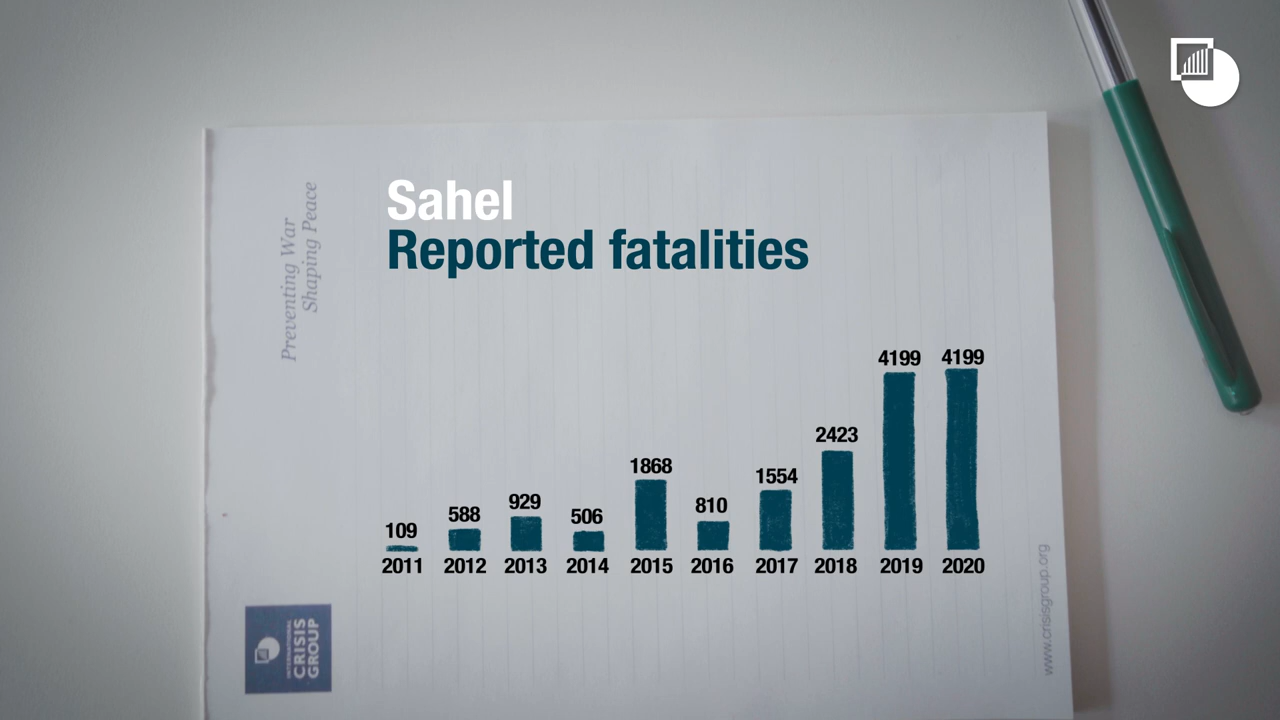 Preventing War
Shaping Peace
Sahel
Reported fatalities
109
588
929
506
1868
810
1554
2423
4199
4199
2011 2012 2013 2014 2015 2016 2017 2018 2019 2020
INTERNATIONAL
CRISIS
GROUP
www.crisisgroup.org